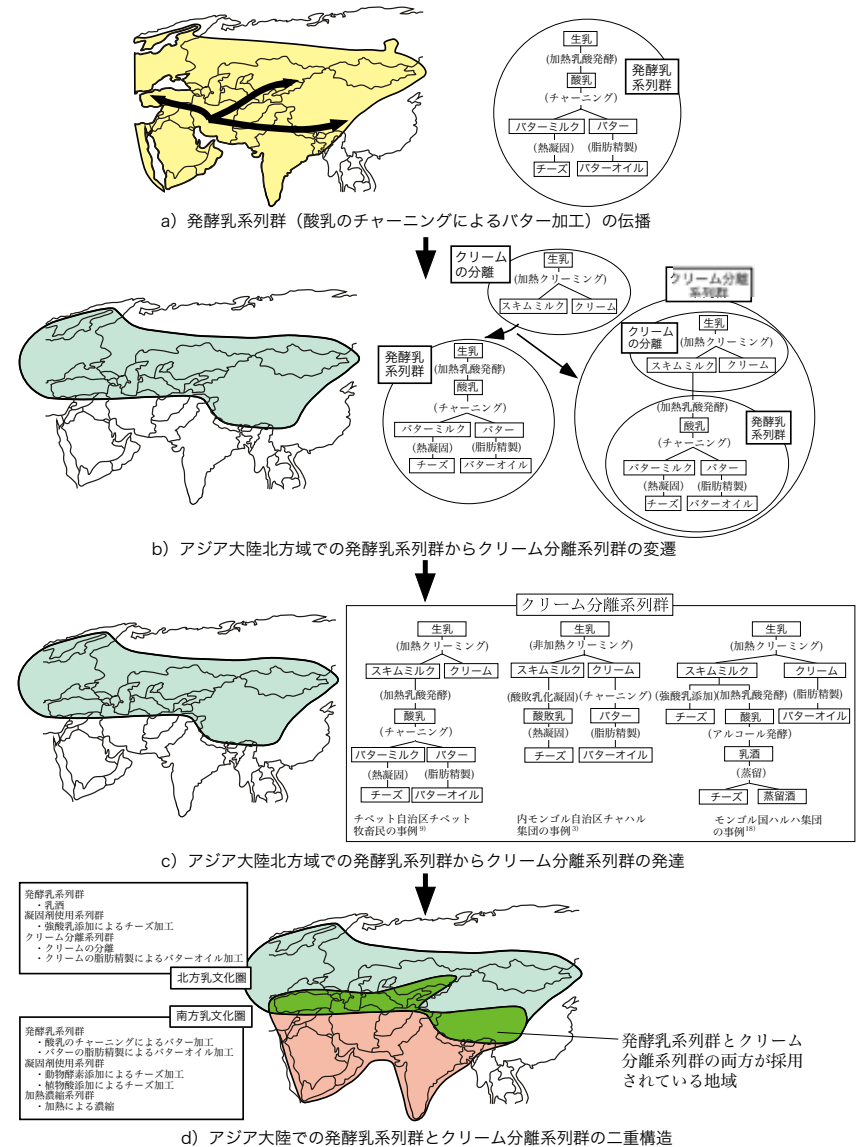 生乳
(加熱乳酸発酵)
酸乳
(チャーニング)
バターミルク バター
(熱凝固) (脂肪精製)
チーズ バターオイル
発酵乳
系列群
a）発酵乳系列群（酸乳のチャーニングによるバター加工）の伝播
クリーム
の分離
生乳
(加熱クリーミング)
スキムミルク クリーム
発酵乳
系列群
生乳
(加熱乳酸発酵)
酸乳
(チャーニング)
バターミルク バター
(熱凝固) (脂肪精製)
チーズ バターオイル
クリーム分離
系列群
クリーム
の分離
生乳
(加熱クリーミング)
スキムミルク クリーム
(加熱乳酸発酵)
酸乳
(チャーニング)
発酵乳
系列群
バターミルク バター
(熱凝固) (脂肪精製)
チーズ バターオイル
b）アジア大陸北方域での発酵乳系列群からクリーム分離系列群の変遷
クリーム分離系列群
生乳
(加熱クリーミング)
スキムミルク クリーム
(加熱乳酸発酵)
酸乳
(チャーニング)
バターミルク バター
(熱凝固) (脂肪精製)
チーズ バターオイル
チベット自治区チベット
牧畜民の事例9)
生乳
(非加熱クリーミング)
スキムミルク クリーム
(酸敗乳化凝固)(チャーニング)
酸敗乳 バター
(熱凝固) (脂肪精製)
チーズ バターオイル
内モンゴル自治区チャハル
集団の事例3)
生乳
(加熱クリーミング)
スキムミルク クリーム
(強酸乳添加)(加熱乳酸発酵) (脂肪精製)
チーズ 酸乳 バターオイル
(アルコール発酵)
乳酒
(蒸留)
チーズ 蒸留酒
モンゴル国ハルハ集団
の事例18)
c）アジア大陸北方域での発酵乳系列群からクリーム分離系列群の発達
発酵乳系列群
・乳酒
凝固剤使用系列群
・強酸乳添加によるチーズ加工
クリーム分離系列群
・クリームの分離
・クリームの脂肪精製によるバターオイル加工
北方乳文化圏
南方乳文化圏
発酵乳系列群
・酸乳のチャーニングによるバター加工
・バターの脂肪精製によるバターオイル加工
凝固剤使用系列群
・動物酵素添加によるチーズ加工
・植物酸添加によるチーズ加工
加熱濃縮系列群
・加熱による濃縮
発酵乳系列群とクリーム
分離系列群の両方が採用
されている地域
d）アジア大陸での発酵乳系列群とクリーム分離系列群の二重構造